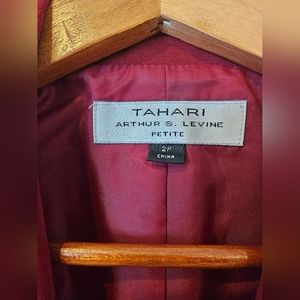 TAHARI
ARTHUR S. LEVINE
PETITE
2P
CHINA